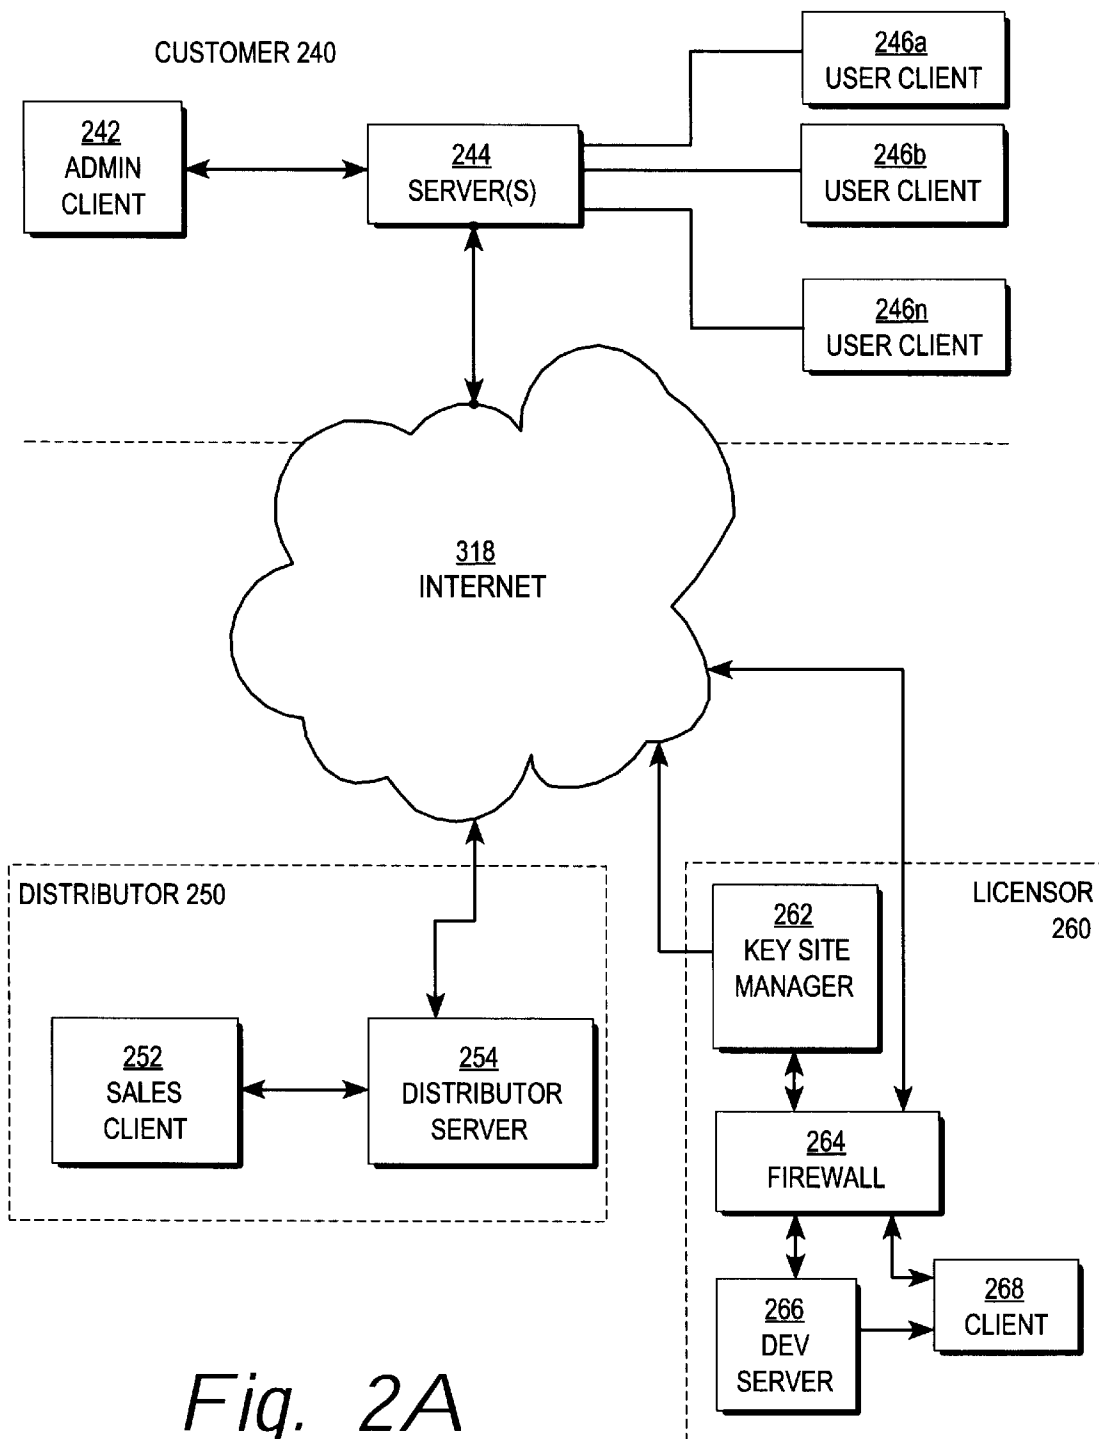 CUSTOMER 240
242
ADMIN
CLIENT
244
SERVER(S)
246a
USER CLIENT
246b
USER CLIENT
246n
USER CLIENT
318
INTERNET
DISTRIBUTOR 250
252
SALES
CLIENT
254
DISTRIBUTOR
SERVER
LICENSOR
260
262
KEY SITE
MANAGER
264
FIREWALL
266
DEV
SERVER
268
CLIENT
Fig. 2A